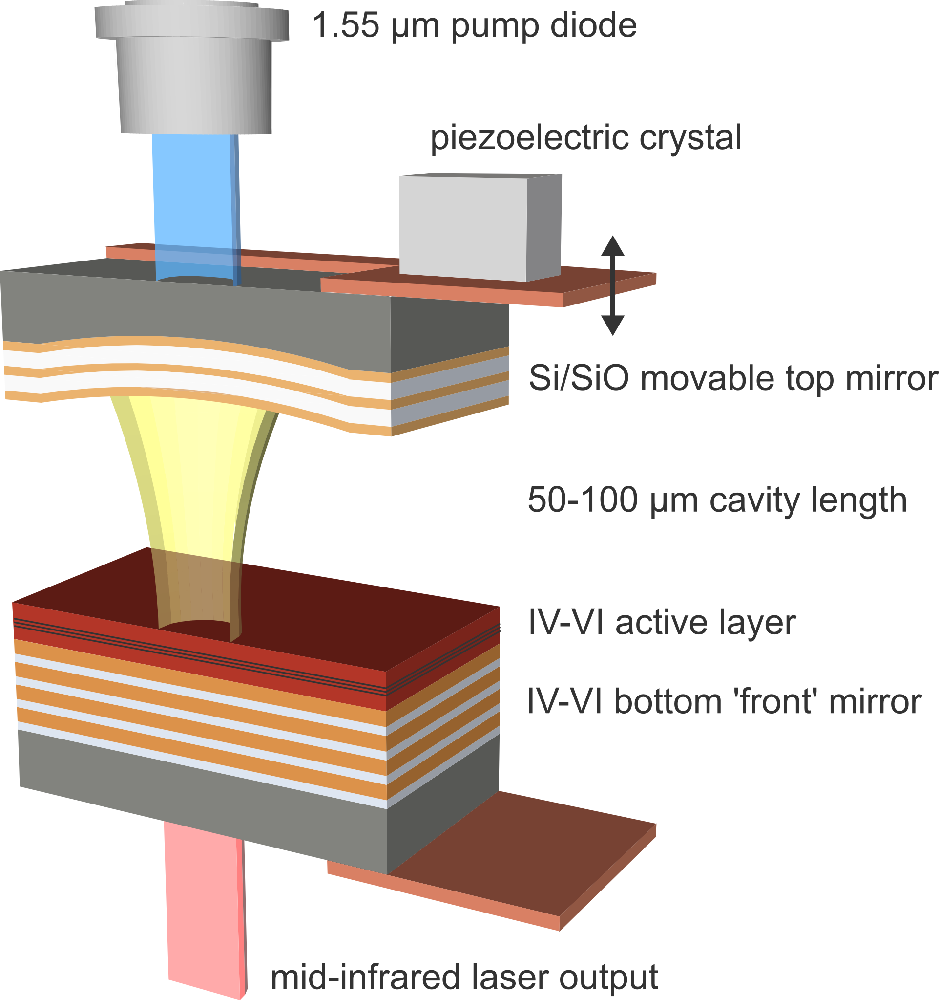 1.55 µm pump diode
piezoelectric crystal
Si/SiO movable top mirror
50-100 µm cavity length
IV-VI active layer
IV-VI bottom 'front' mirror
mid-infrared laser output